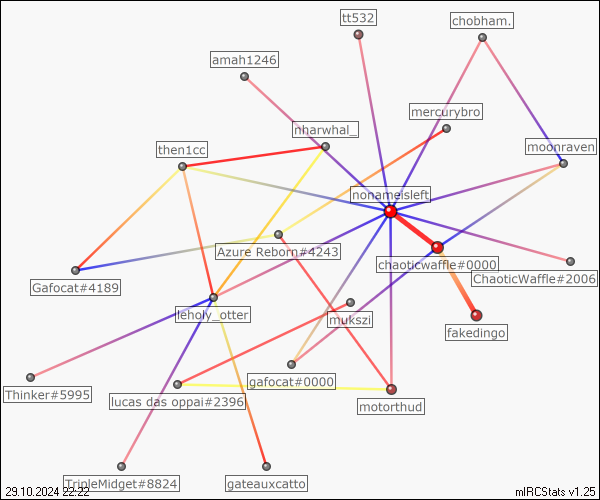 tt532
chobham.
amah1246
mercurybro
nharwhal_
then1cc
moonraven
nonameisleft
Azure Reborn#4243
chaoticwaffle#0000
ChaoticWaffle#2006
Gafocat#4189
leholy_otter
mukszi
fakedingo
gafocat#0000
Thinker#5995
lucas das oppai#2396
motorthud
TripleMidget#8824
gateauxcatto
29.10.2024 22:22
mIRCStats v1.25